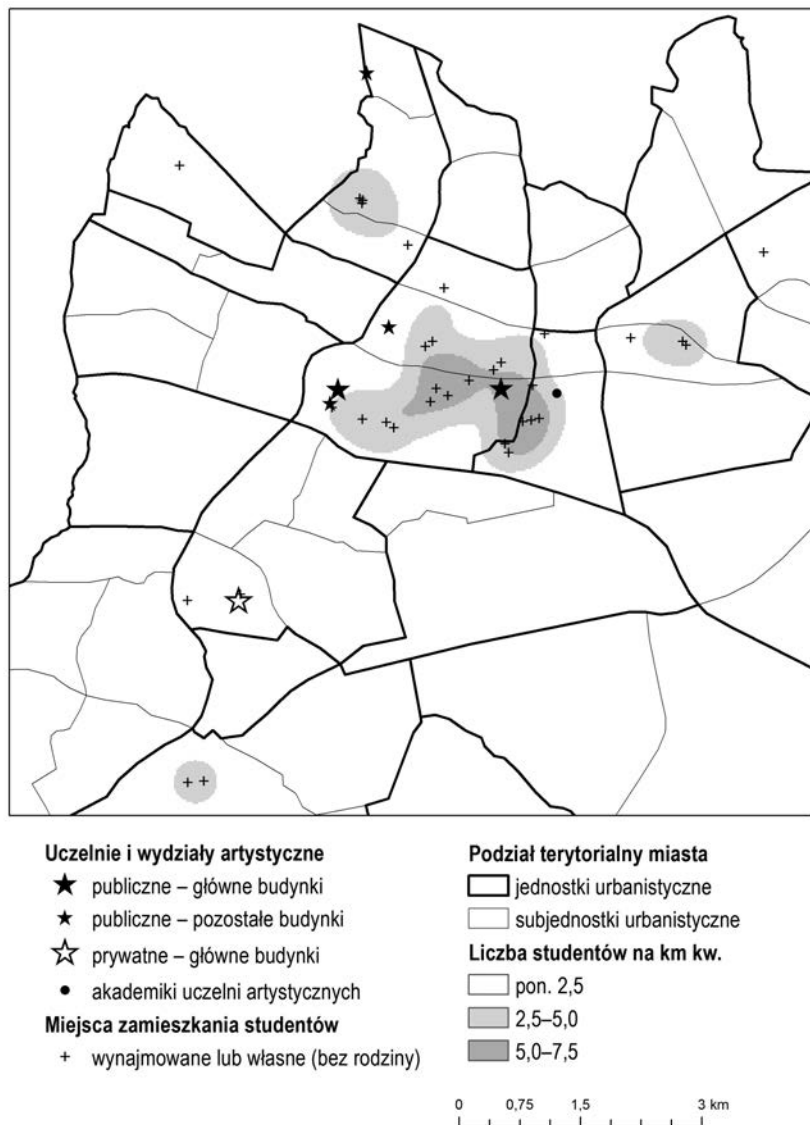 Uczelnie i wydziały artystyczne
publiczne – główne budynki
publiczne – pozostałe budynki
prywatne – główne budynki
akademiki uczelni artystycznych
Miejsca zamieszkania studentów
wynajmowane lub własne (bez rodziny)
Podział terytorialny miasta
jednostki urbanistyczne
subjednostki urbanistyczne
Liczba studentów na km kw.
pon. 2,5
2,5–5,0
5,0–7,5
0 0,75 1,5 3 km